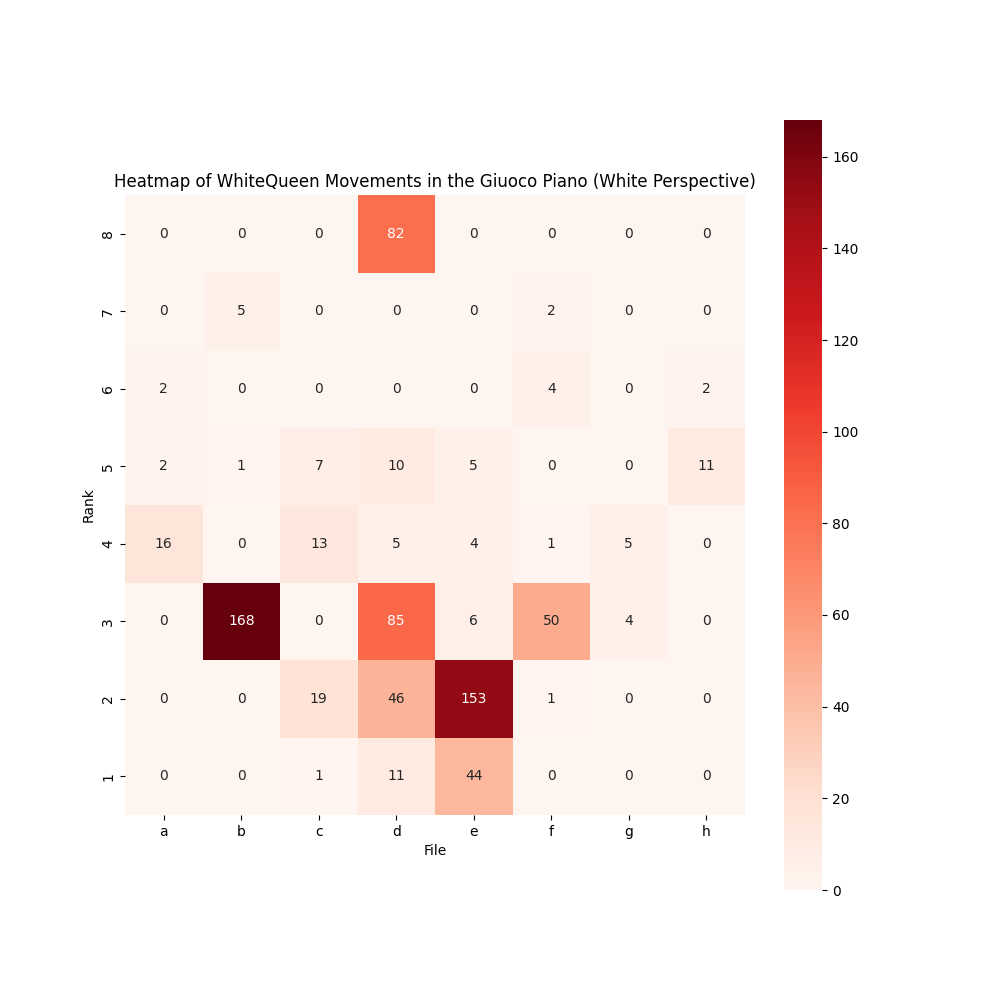 Heatmap of WhiteQueen Movements in the Giuoco Piano (White Perspective)
8 0 0 0 82 0 0 0 0
7 0 5 0 0 0 2 0 0
6 2 0 0 0 0 4 0 2
5 2 1 7 10 5 0 0 11
4 16 0 13 5 4 1 5 0
3 0 168 0 85 6 50 4 0
2 0 0 19 46 153 1 0 0
1 0 0 1 11 44 0 0 0
a b c d e f g h
File
Rank
160
140
120
100
80
60
40
20
0